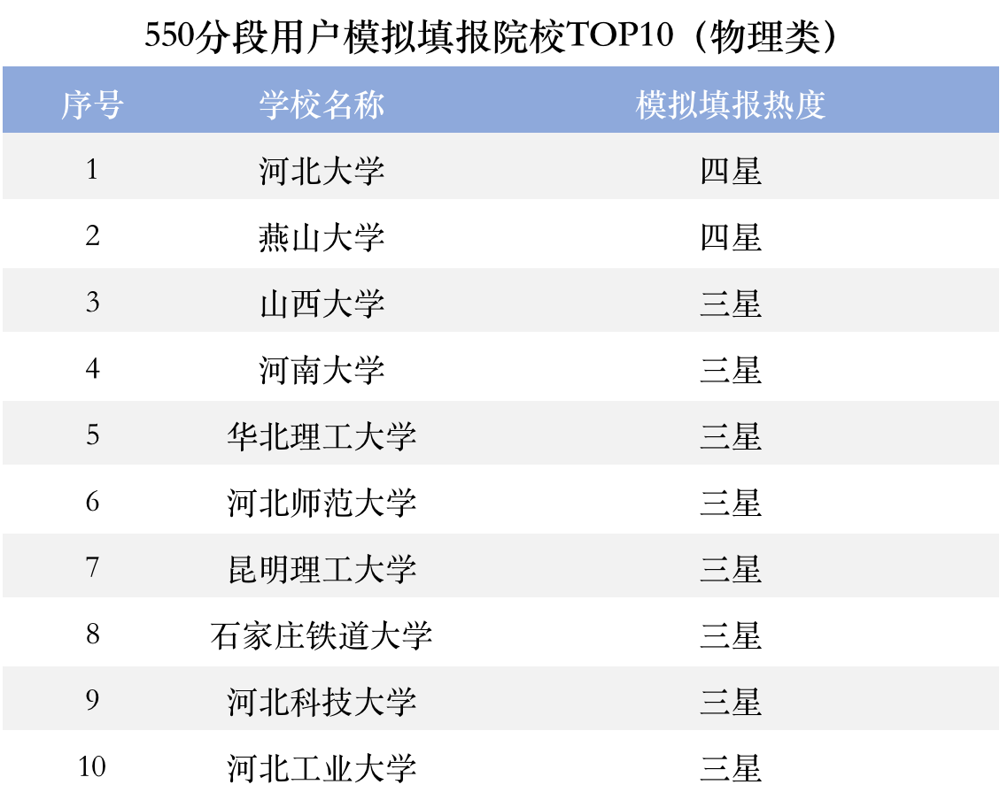 550分段用户模拟填报院校TOP10（物理类）
序号 学校名称 模拟填报热度
1 河北大学 四星
2 燕山大学 四星
3 山西大学 三星
4 河南大学 三星
5 华北理工大学 三星
6 河北师范大学 三星
7 昆明理工大学 三星
8 石家庄铁道大学 三星
9 河北科技大学 三星
10 河北工业大学 三星